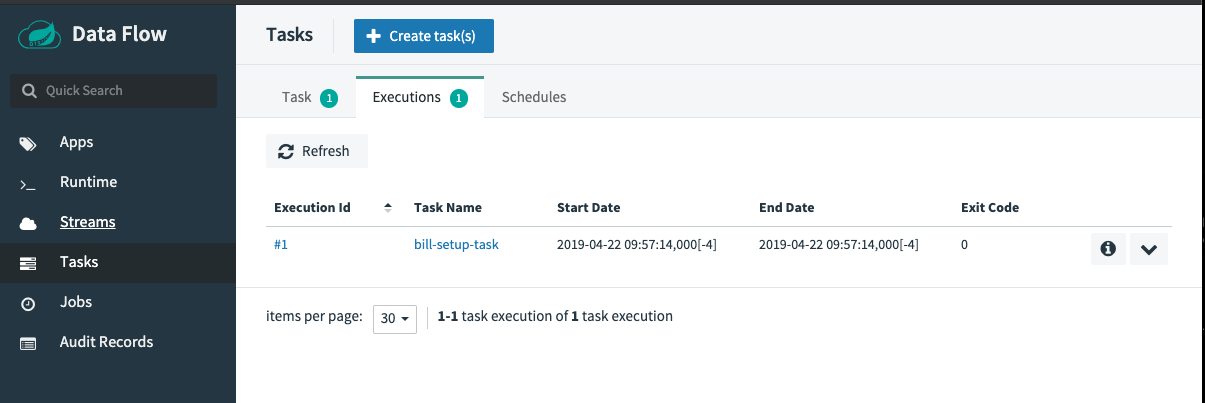 Data Flow
Quick Search
Apps
Runtime
Streams
Tasks
Jobs
Audit Records
Tasks
Create task(s)
Task 1 Executions 1 Schedules
Refresh
Execution Id Task Name Start Date End Date Exit Code
#1 bill-setup-task 2019-04-22 09:57:14,000[-4] 2019-04-22 09:57:14,000[-4] 0
items per page: 30 1-1 task execution of 1 task execution